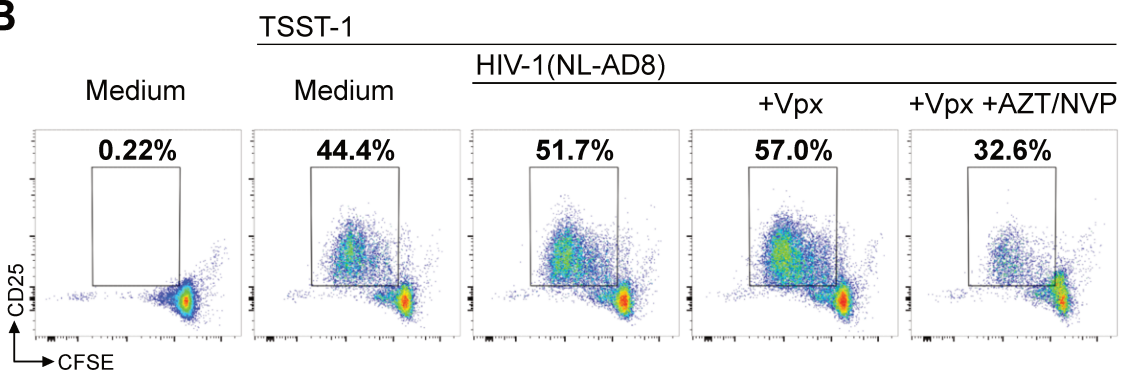 B
TSST-1
HIV-1(NL-AD8)
Medium
Medium
+Vpx
+Vpx +AZT/NVP
0.22%
44.4%
51.7%
57.0%
32.6%
CD25
CFSE